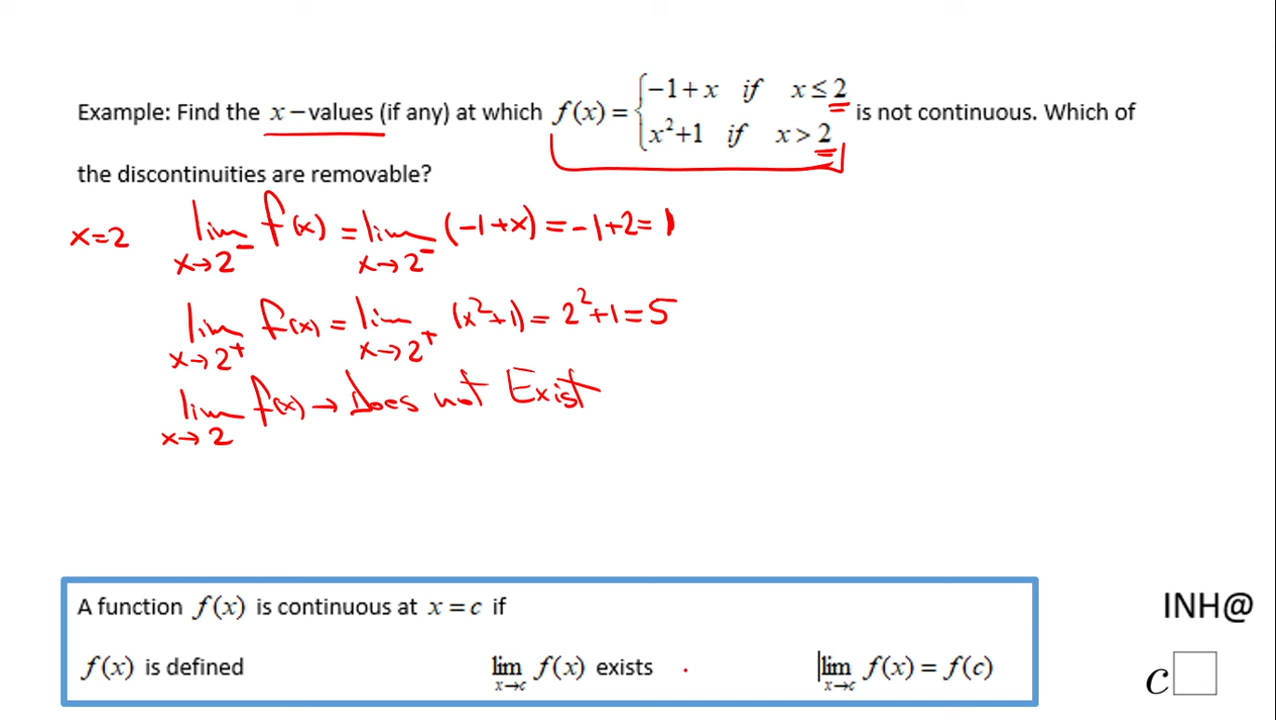 Example: Find the x – values (if any) at which f(x) = { −1 + x if x ≤ 2 is not continuous. Which of
x² + 1 if x > 2
the discontinuities are removable?
x=2 lim x→2⁻ f(x) = lim x→2⁻ (−1+x) = −1+2 = 1
lim x→2⁺ f(x) = lim x→2⁺ (x²+1) = 2²+1 = 5
lim x→2 f(x) → Does not Exist
A function f(x) is continuous at x = c if
f(x) is defined lim x→c f(x) exists lim x→c f(x) = f(c)
INH@
c